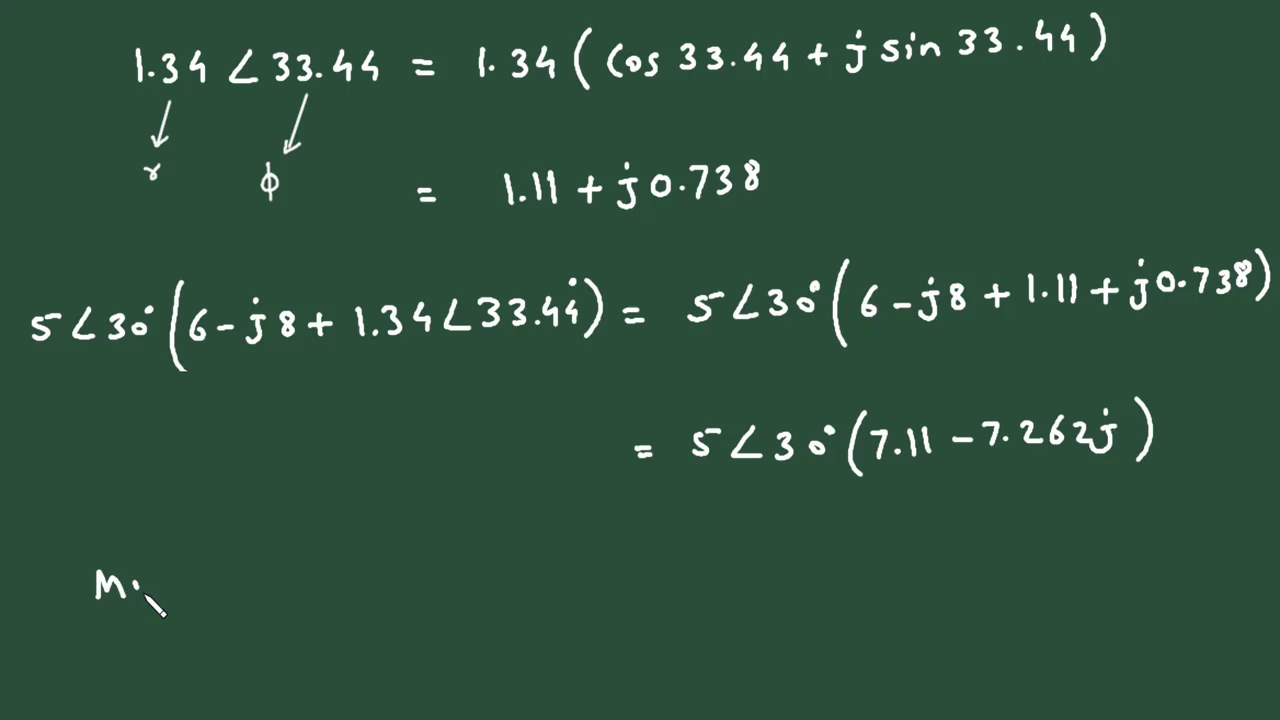 1.34 ∠ 33.44 = 1.34 ( cos 33.44 + j sin 33.44 )
r ϕ
= 1.11 + j 0.738
5 ∠ 30° ( 6 - j8 + 1.34 ∠ 33.44° ) = 5 ∠ 30° ( 6 - j8 + 1.11 + j 0.738 )
= 5 ∠ 30° ( 7.11 - 7.262j )
M